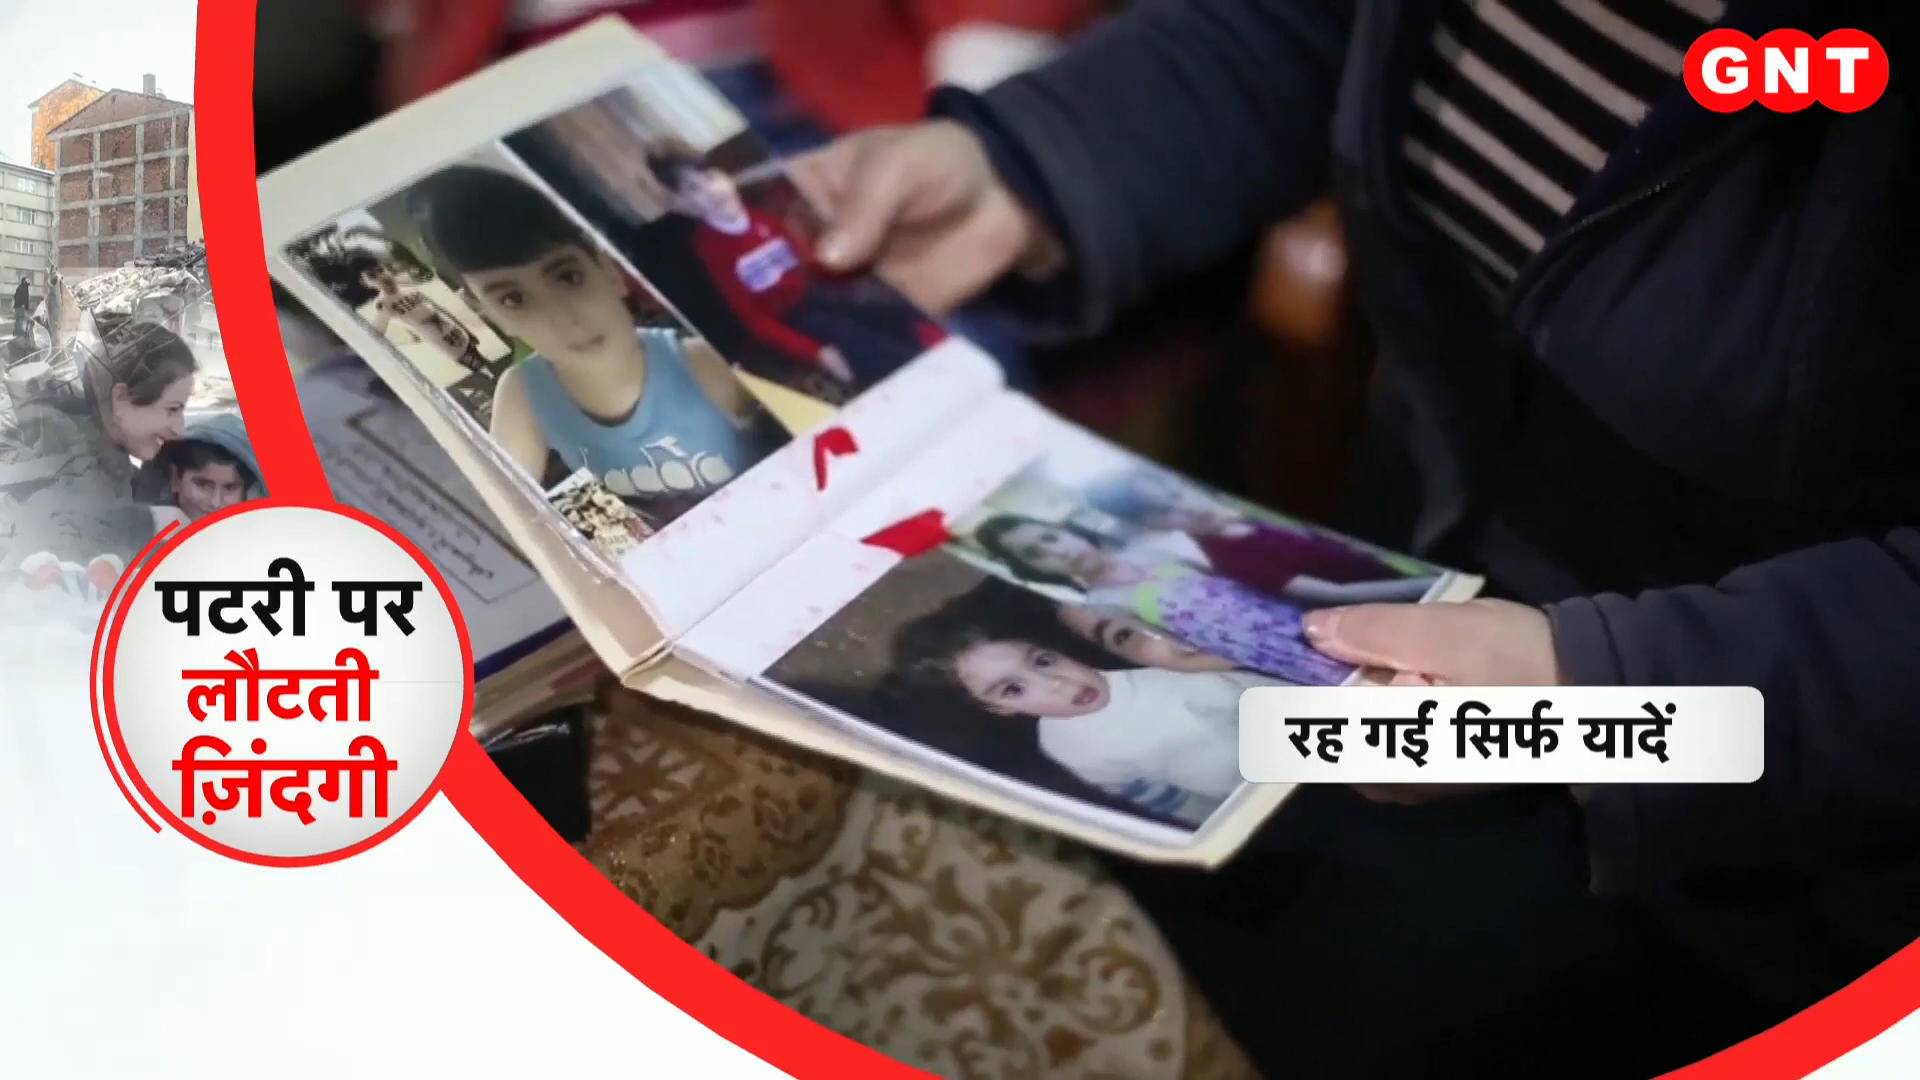 GNT
पटरी पर
लौटती
ज़िंदगी
रह गईं सिर्फ यादें